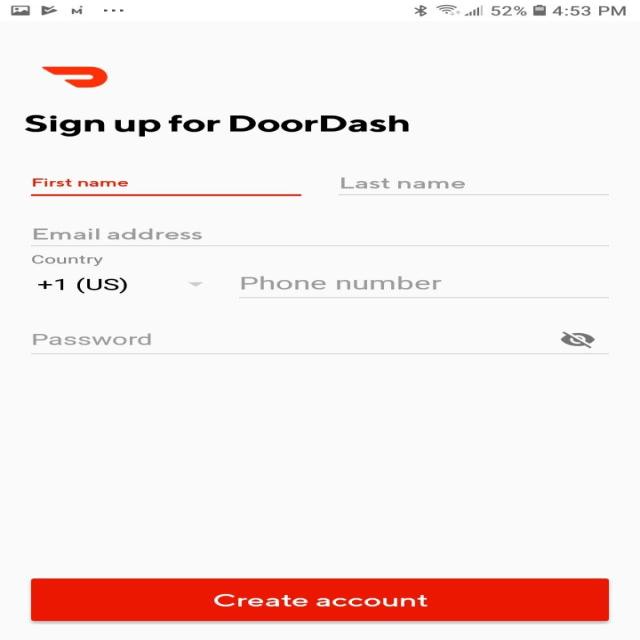 52% 4:53 PM
Sign up for DoorDash
First name Last name
Email address
Country
+1 (US) Phone number
Password
Create account